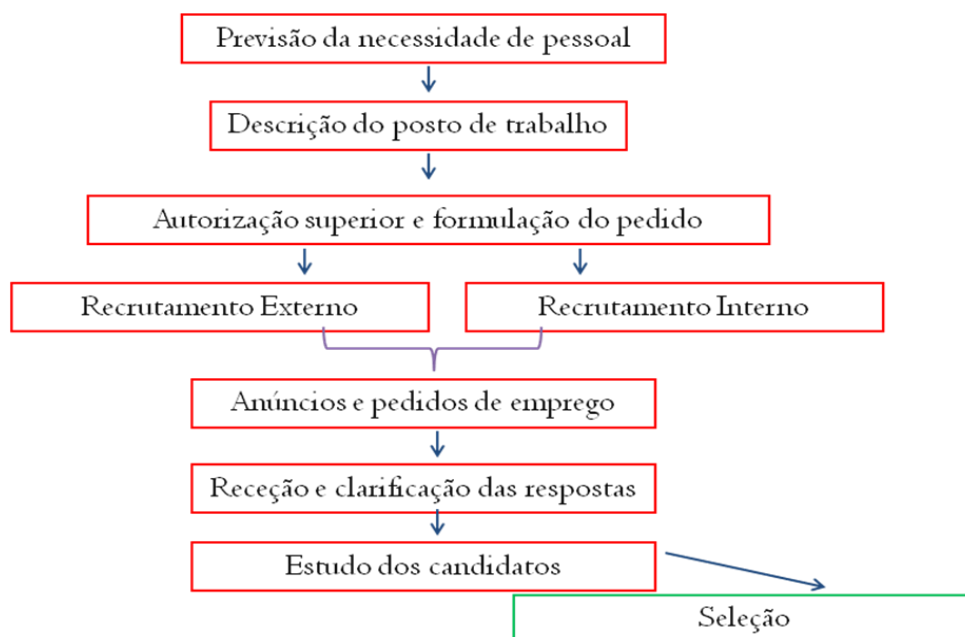 Previsão da necessidade de pessoal
Descrição do posto de trabalho
Autorização superior e formulação do pedido
Recrutamento Externo
Recrutamento Interno
Anúncios e pedidos de emprego
Receção e clarificação das respostas
Estudo dos candidatos
Seleção